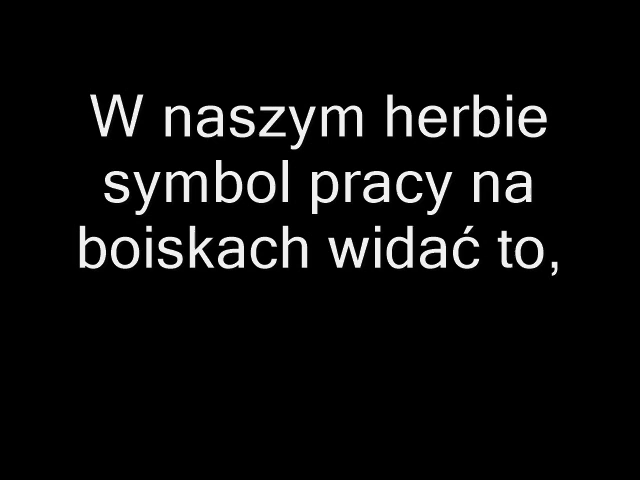 W naszym herbie
symbol pracy na
boiskach widać to,